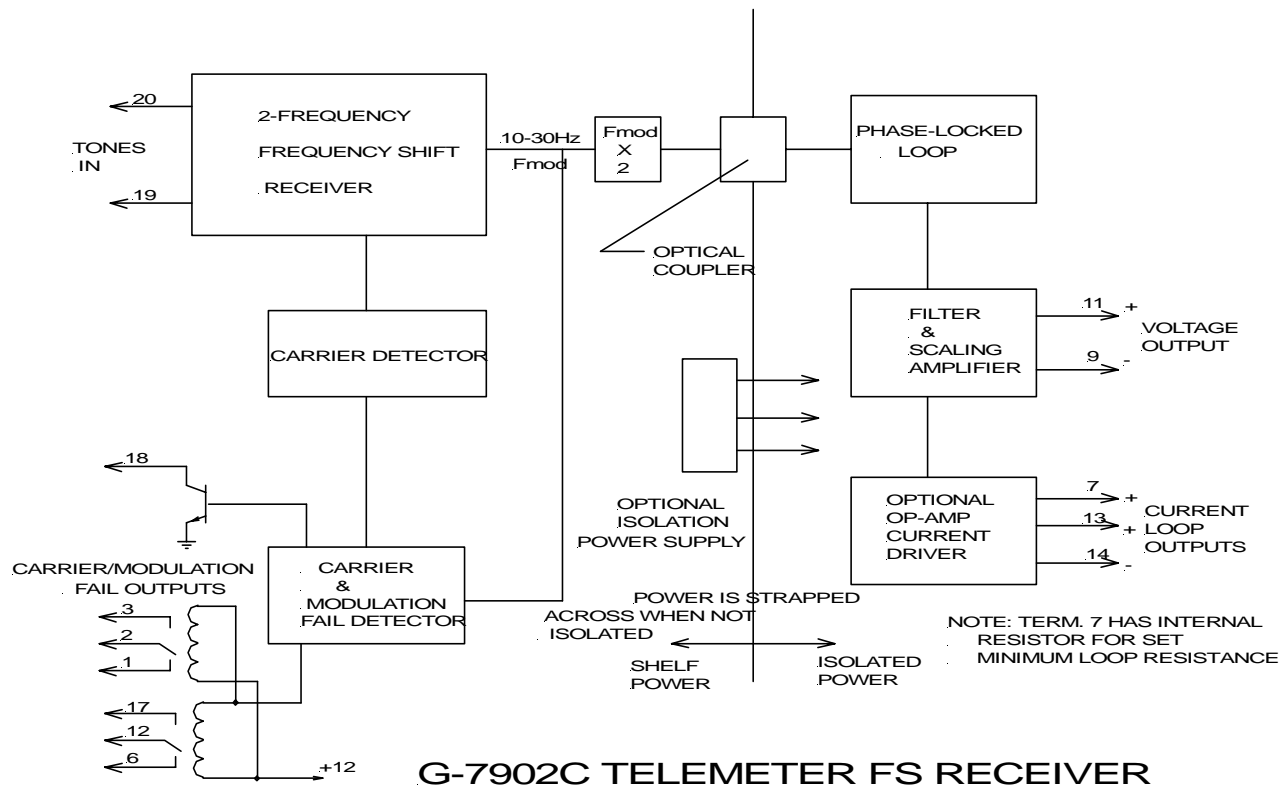 20
TONES
IN
19
2-FREQUENCY
FREQUENCY SHIFT
RECEIVER
10-30Hz
Fmod
Fmod
X
2
OPTICAL
COUPLER
PHASE-LOCKED
LOOP
CARRIER DETECTOR
FILTER
&
SCALING
AMPLIFIER
11
+
VOLTAGE
OUTPUT
9
-
18
OPTIONAL
ISOLATION
POWER SUPPLY
OPTIONAL
OP-AMP
CURRENT
DRIVER
7
+
13
+
14
-
CURRENT
LOOP
OUTPUTS
CARRIER/MODULATION
FAIL OUTPUTS
CARRIER
&
MODULATION
FAIL DETECTOR
3
2
1
17
12
6
+12
POWER IS STRAPPED
ACROSS WHEN NOT
ISOLATED
SHELF
POWER
ISOLATED
POWER
NOTE: TERM. 7 HAS INTERNAL
RESISTOR FOR SET
MINIMUM LOOP RESISTANCE
G-7902C TELEMETER FS RECEIVER